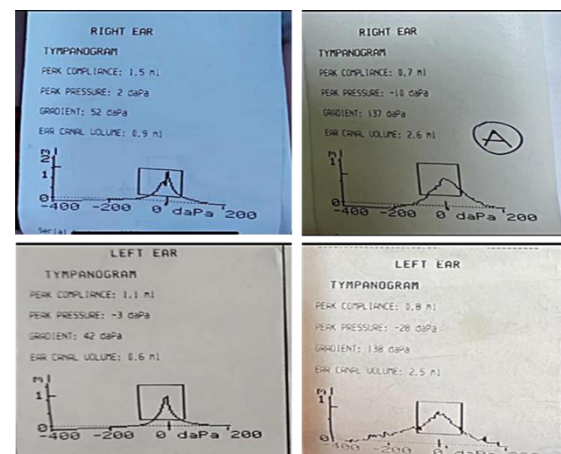 RIGHT EAR
TYMPANOGRAM
PEAK COMPLIANCE: 1.5 ml
PEAK PRESSURE: 2 daPa
GRADIENT: 52 daPa
EAR CANAL VOLUME: 0.9 ml
ml
2
1
0
-400 -200 0 daPa 200
RIGHT EAR
TYMPANOGRAM
PEAK COMPLIANCE: 0.7 ml
PEAK PRESSURE: -10 daPa
GRADIENT: 137 daPa
EAR CANAL VOLUME: 2.6 ml
A
ml
1
0
-400 -200 0 daPa 200
LEFT EAR
TYMPANOGRAM
PEAK COMPLIANCE: 1.1 ml
PEAK PRESSURE: -3 daPa
GRADIENT: 42 daPa
EAR CANAL VOLUME: 0.6 ml
ml
1
0
-400 -200 0 daPa 200
LEFT EAR
TYMPANOGRAM
PEAK COMPLIANCE: 0.8 ml
PEAK PRESSURE: -28 daPa
GRADIENT: 138 daPa
EAR CANAL VOLUME: 2.5 ml
ml
1
0
-400 -200 0 daPa 200